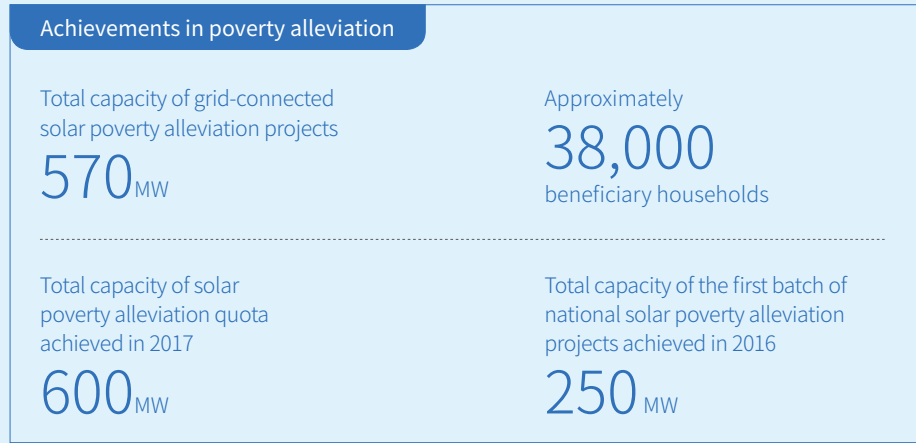 Achievements in poverty alleviation
Total capacity of grid-connected
solar poverty alleviation projects
570MW
Approximately
38,000
beneficiary households
Total capacity of solar
poverty alleviation quota
achieved in 2017
600MW
Total capacity of the first batch of
national solar poverty alleviation
projects achieved in 2016
250 MW